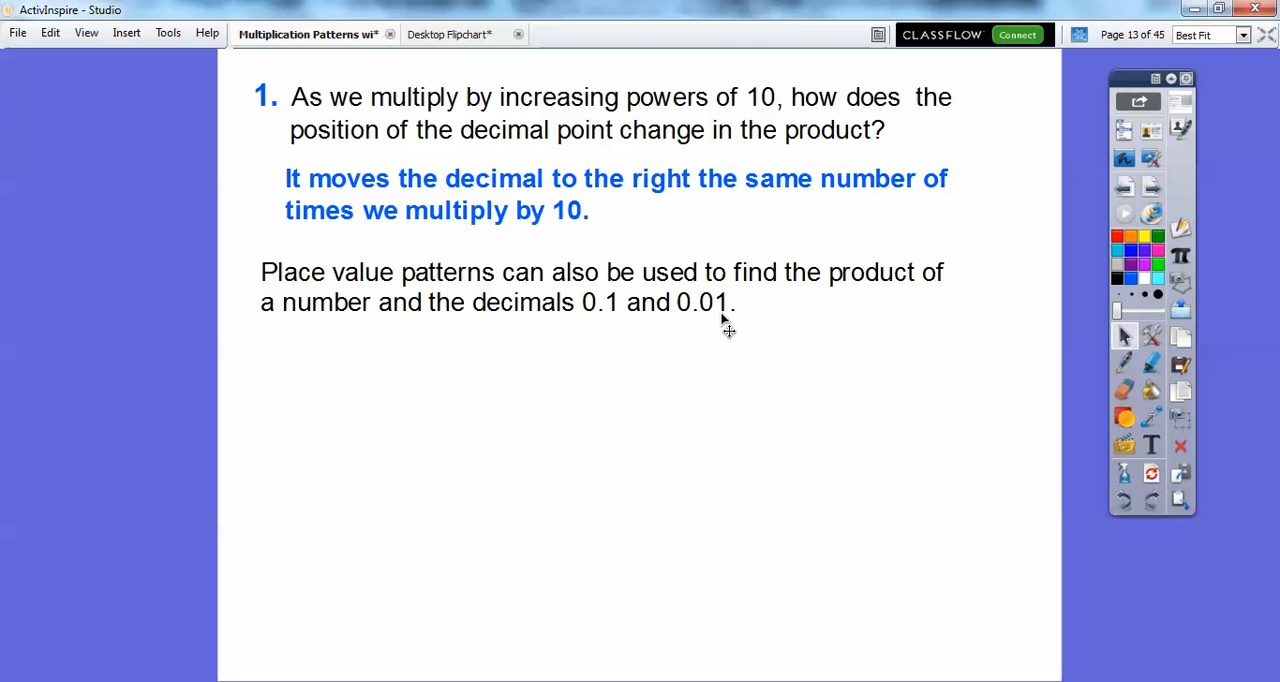 ActivInspire - Studio
File Edit View Insert Tools Help Multiplication Patterns wi* Desktop Flipchart* CLASSFLOW Connect Page 13 of 45 Best Fit
1. As we multiply by increasing powers of 10, how does the
position of the decimal point change in the product?
It moves the decimal to the right the same number of
times we multiply by 10.
Place value patterns can also be used to find the product of
a number and the decimals 0.1 and 0.01.